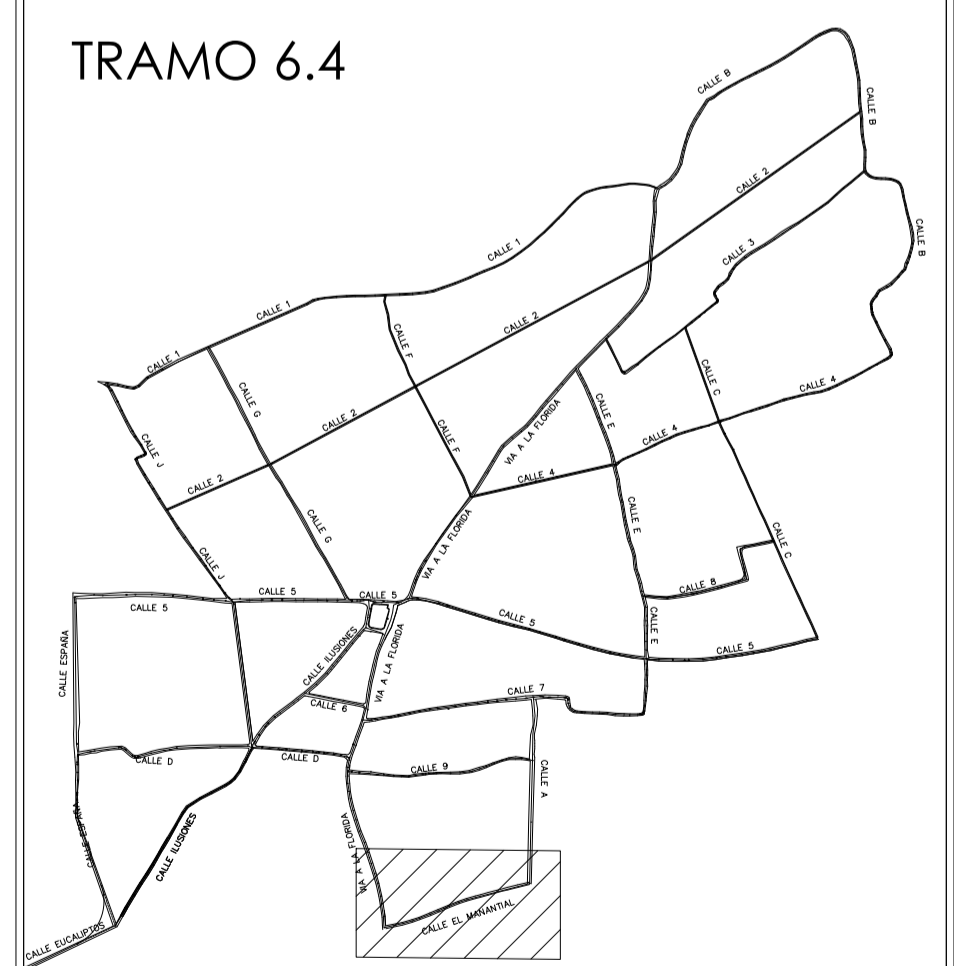 TRAMO 6.4
CALLE B
CALLE B
CALLE 2
CALLE B
CALLE 3
CALLE 1
CALLE 1
CALLE 2
CALLE F
CALLE 1
CALLE C
CALLE 4
CALLE G
CALLE E
VIA A LA FLORIDA
CALLE 2
CALLE F
CALLE 4
CALLE J
CALLE 4
CALLE 2
CALLE E
CALLE G
CALLE C
VIA A LA FLORIDA
CALLE J
CALLE 8
CALLE 5
CALLE 5
CALLE 5
CALLE 5
CALLE E
CALLE 5
CALLE ESPAÑA
CALLE ILUSIONES
VIA A LA FLORIDA
CALLE 7
CALLE 6
CALLE D
CALLE D
CALLE 9
CALLE A
CALLE ESPAÑA
CALLE ILUSIONES
VIA A LA FLORIDA
CALLE EL MANANTIAL
CALLE EUCALIPTOS